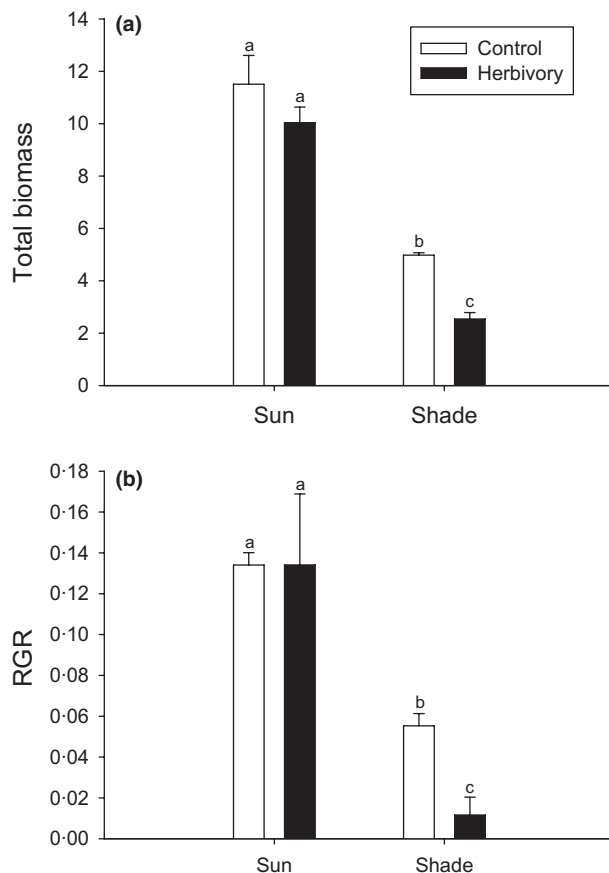 (a)
Total biomass
14
12
10
8
6
4
2
0
Control
Herbivory
a
a
b
c
Sun
Shade
(b)
RGR
0·18
0·16
0·14
0·12
0·10
0·08
0·06
0·04
0·02
0·00
a
a
b
c
Sun
Shade